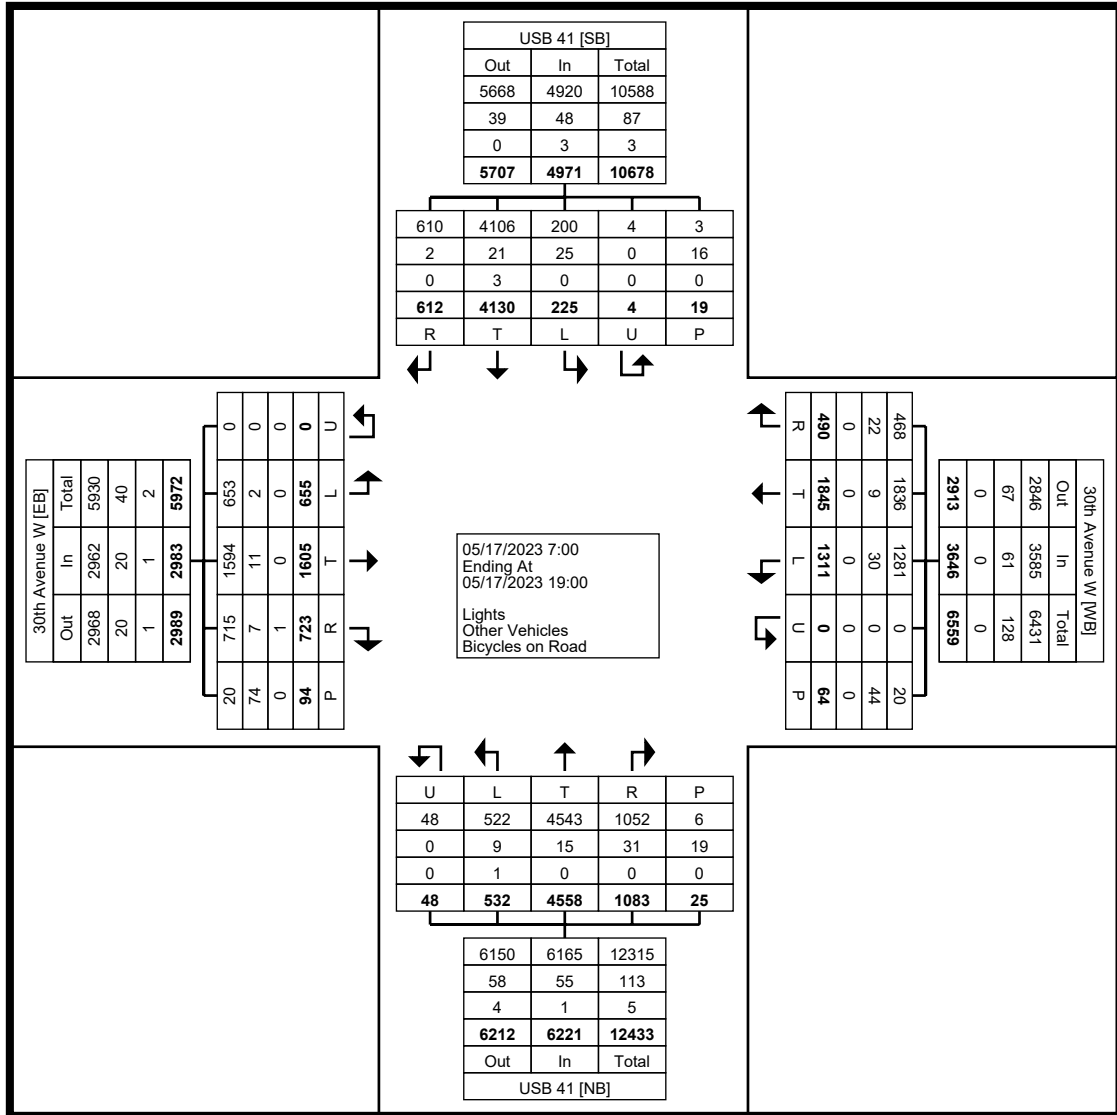 USB 41 [SB]
Out In Total
5668 4920 10588
39 48 87
0 3 3
5707 4971 10678
610 4106 200 4 3
2 21 25 0 16
0 3 0 0 0
612 4130 225 4 19
R T L U P
30th Avenue W [EB]
Total In Out
5930 2962 2968
40 20 20
2 1 1
5972 2983 2989
0 653 1594 715 20
0 2 11 7 74
0 0 0 1 0
0 655 1605 723 94
U L T R P
05/17/2023 7:00
Ending At
05/17/2023 19:00
Lights
Other Vehicles
Bicycles on Road
30th Avenue W [WB]
Out In Total
2846 3585 6431
67 61 128
0 0 0
2913 3646 6559
468 1836 1281 0 20
22 9 30 0 44
0 0 0 0 0
490 1845 1311 0 64
R T L U P
U L T R P
48 522 4543 1052 6
0 9 15 31 19
0 1 0 0 0
48 532 4558 1083 25
6150 6165 12315
58 55 113
4 1 5
6212 6221 12433
Out In Total
USB 41 [NB]